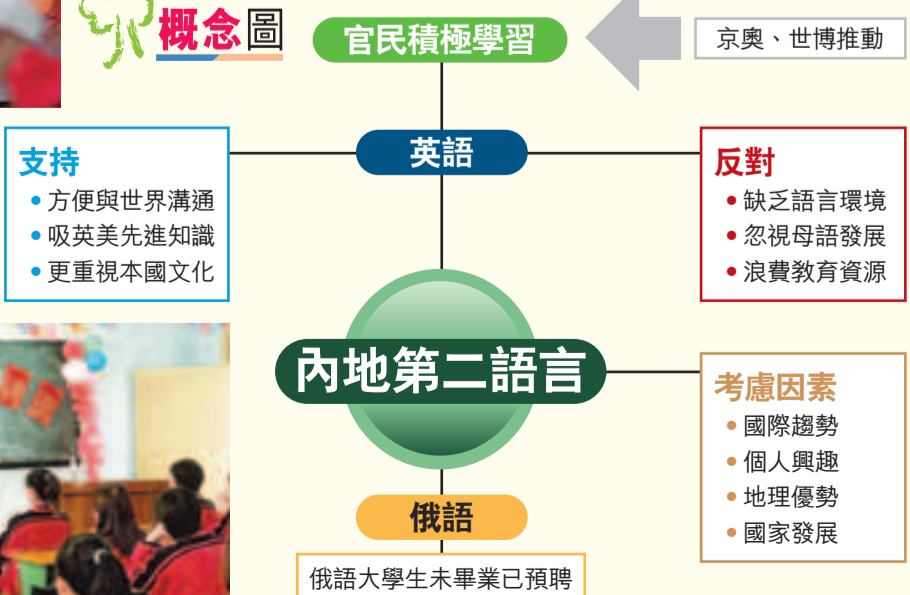 概念圖
官民積極學習
京奧、世博推動
英語
支持
• 方便與世界溝通
• 吸英美先進知識
• 更重視本國文化
反對
• 缺乏語言環境
• 忽視母語發展
• 浪費教育資源
內地第二語言
考慮因素
• 國際趨勢
• 個人興趣
• 地理優勢
• 國家發展
俄語
俄語大學生未畢業已預聘